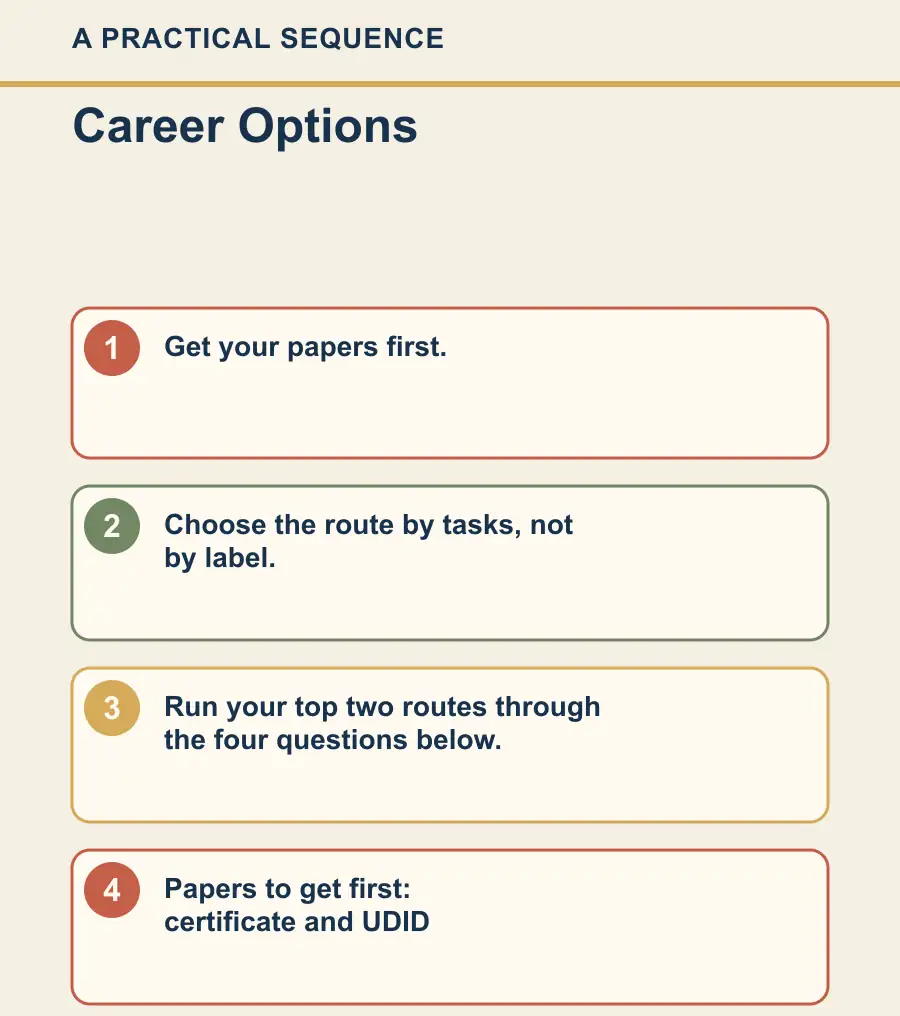 A PRACTICAL SEQUENCE
Career Options
1
Get your papers first.
2
Choose the route by tasks, not
by label.
3
Run your top two routes through
the four questions below.
4
Papers to get first:
certificate and UDID